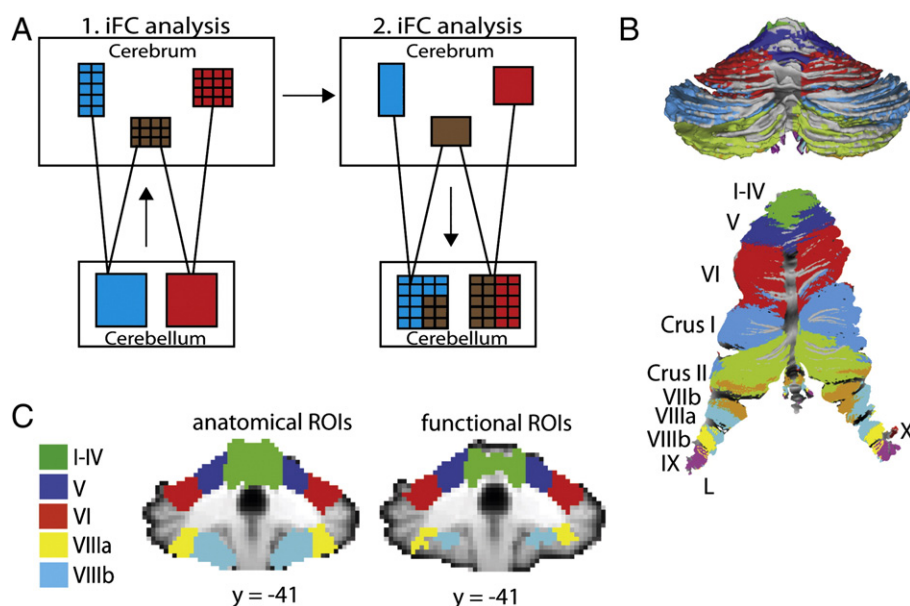 A
1. iFC analysis
Cerebrum
2. iFC analysis
Cerebrum
Cerebellum
Cerebellum
B
I-IV
V
VI
Crus I
Crus II
VIIb
VIIIa
VIIIb
IX
X
L
C
anatomical ROIs
functional ROIs
I-IV
V
VI
VIIIa
VIIIb
y = -41
y = -41